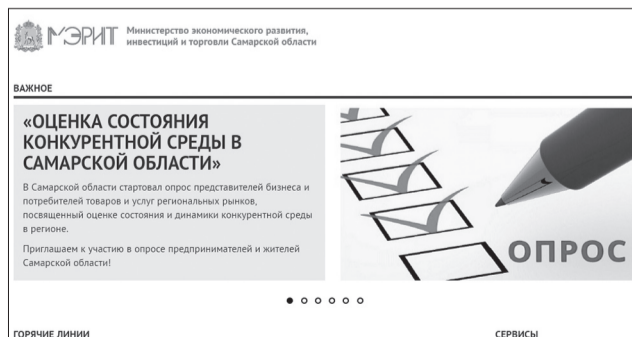 МЭРИТ
Министерство экономического развития,
инвестиций и торговли Самарской области
ВАЖНОЕ
«ОЦЕНКА СОСТОЯНИЯ
КОНКУРЕНТНОЙ СРЕДЫ В
САМАРСКОЙ ОБЛАСТИ»
В Самарской области стартовал опрос представителей бизнеса и
потребителей товаров и услуг региональных рынков,
посвященный оценке состояния и динамики конкурентной среды
в регионе.
Приглашаем к участию в опросе предпринимателей и жителей
Самарской области!
ОПРОС
ГОРЯЧИЕ ЛИНИИ
СЕРВИСЫ